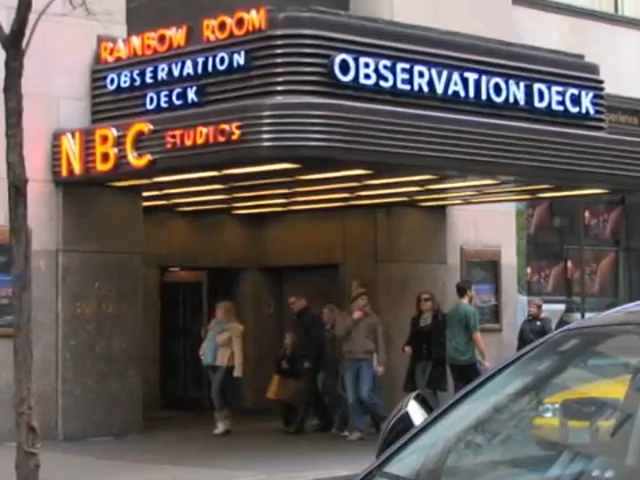 RAINBOW ROOM
OBSERVATION
DECK
NBC STUDIOS
OBSERVATION DECK